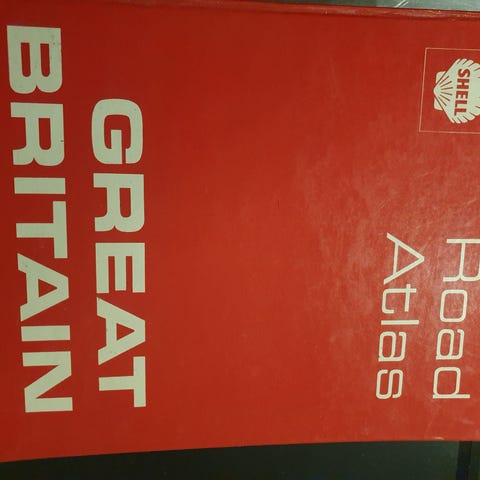 SHELL
Road
Atlas
GREAT
BRITAIN